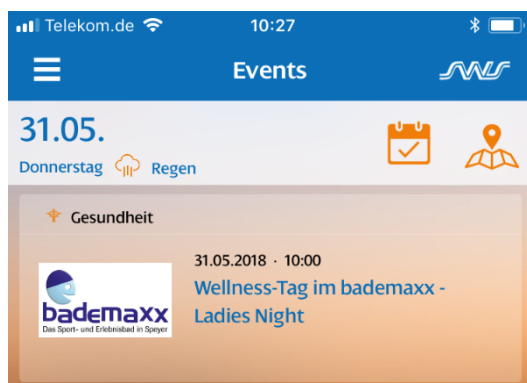 Telekom.de 10:27
Events SWS
31.05.
Donnerstag Regen
Gesundheit
31.05.2018 · 10:00
Wellness-Tag im bademaxx -
Ladies Night
bademaxx
Das Sport- und Erlebnisbad in Speyer